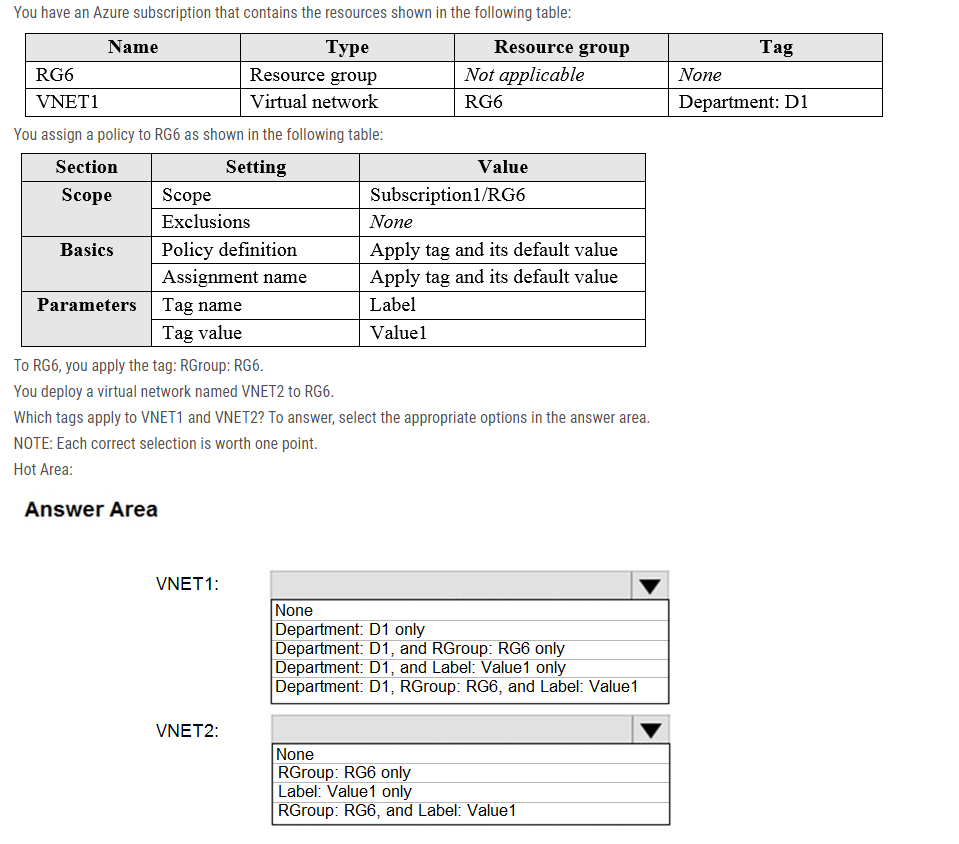 You have an Azure subscription that contains the resources shown in the following table:
Name Type Resource group Tag
RG6 Resource group Not applicable None
VNET1 Virtual network RG6 Department: D1
You assign a policy to RG6 as shown in the following table:
Section Setting Value
Scope Scope Subscription1/RG6
Exclusions None
Basics Policy definition Apply tag and its default value
Assignment name Apply tag and its default value
Parameters Tag name Label
Tag value Value1
To RG6, you apply the tag: RGroup: RG6.
You deploy a virtual network named VNET2 to RG6.
Which tags apply to VNET1 and VNET2? To answer, select the appropriate options in the answer area.
NOTE: Each correct selection is worth one point.
Hot Area:
Answer Area
VNET1:
None
Department: D1 only
Department: D1, and RGroup: RG6 only
Department: D1, and Label: Value1 only
Department: D1, RGroup: RG6, and Label: Value1
VNET2:
None
RGroup: RG6 only
Label: Value1 only
RGroup: RG6, and Label: Value1